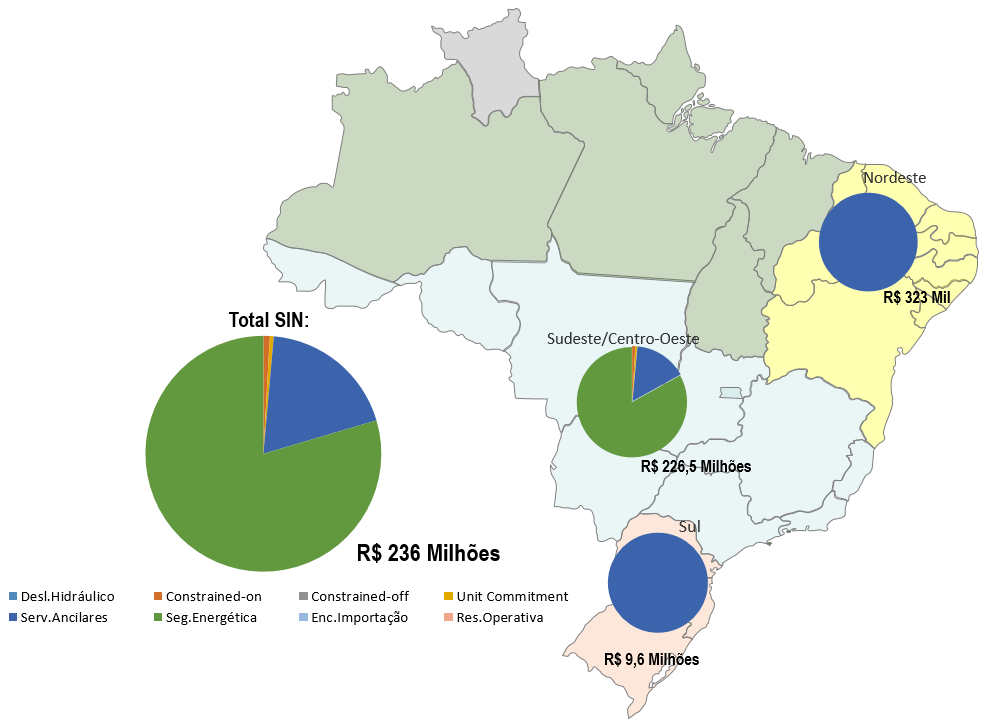 Nordeste
R$ 323 Mil
Total SIN:
Sudeste/Centro-Oeste
R$ 226,5 Milhões
Sul
R$ 236 Milhões
R$ 9,6 Milhões
Desl.Hidráulico
Constrained-on
Constrained-off
Unit Commitment
Serv.Ancilares
Seg.Energética
Enc.Importação
Res.Operativa